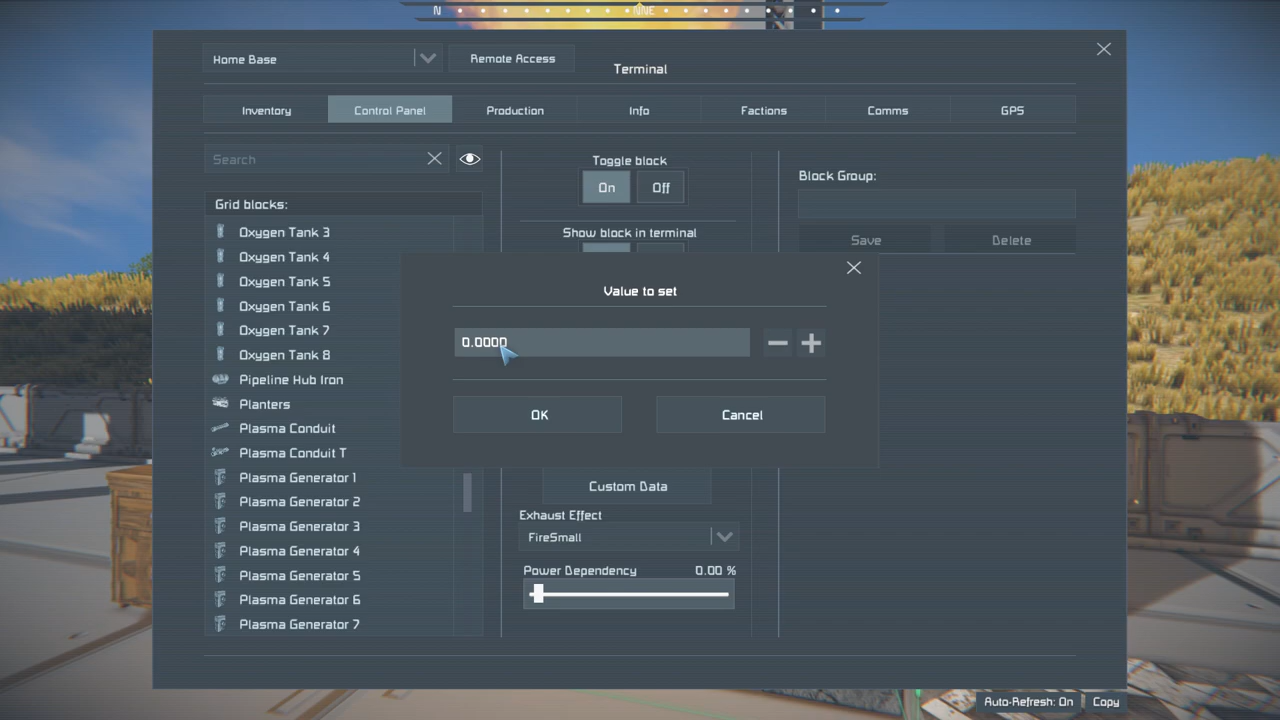 N
NNE
Home Base
Remote Access
Terminal
Inventory
Control Panel
Production
Info
Factions
Comms
GPS
Search
Grid blocks:
Oxygen Tank 3
Oxygen Tank 4
Oxygen Tank 5
Oxygen Tank 6
Oxygen Tank 7
Oxygen Tank 8
Pipeline Hub Iron
Planters
Plasma Conduit
Plasma Conduit T
Plasma Generator 1
Plasma Generator 2
Plasma Generator 3
Plasma Generator 4
Plasma Generator 5
Plasma Generator 6
Plasma Generator 7
Toggle block
On
Off
Show block in terminal
Value to set
0.0000
OK
Cancel
Custom Data
Exhaust Effect
FireSmall
Power Dependency 0.00 %
Block Group:
Save
Delete
Auto-Refresh: On
Copy